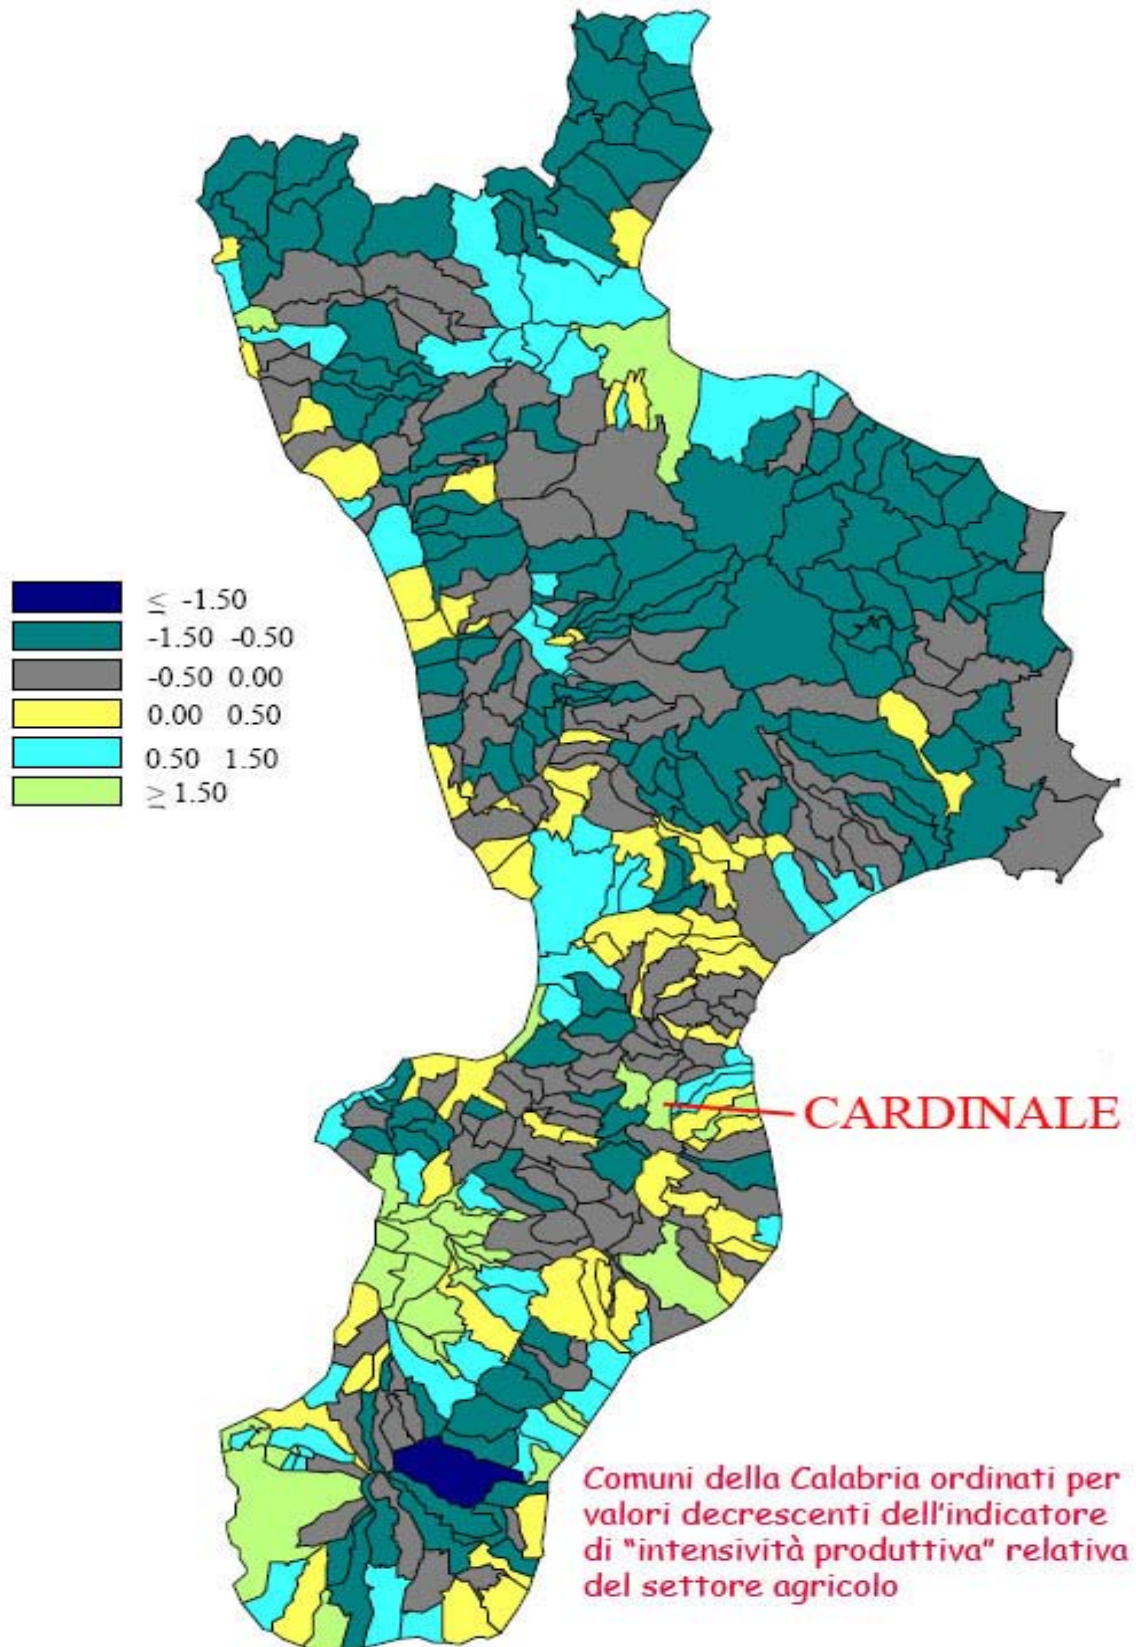 ≤ -1.50
-1.50 -0.50
-0.50 0.00
0.00 0.50
0.50 1.50
≥ 1.50
CARDINALE
Comuni della Calabria ordinati per
valori decrescenti dell'indicatore
di "intensività produttiva" relativa
del settore agricolo